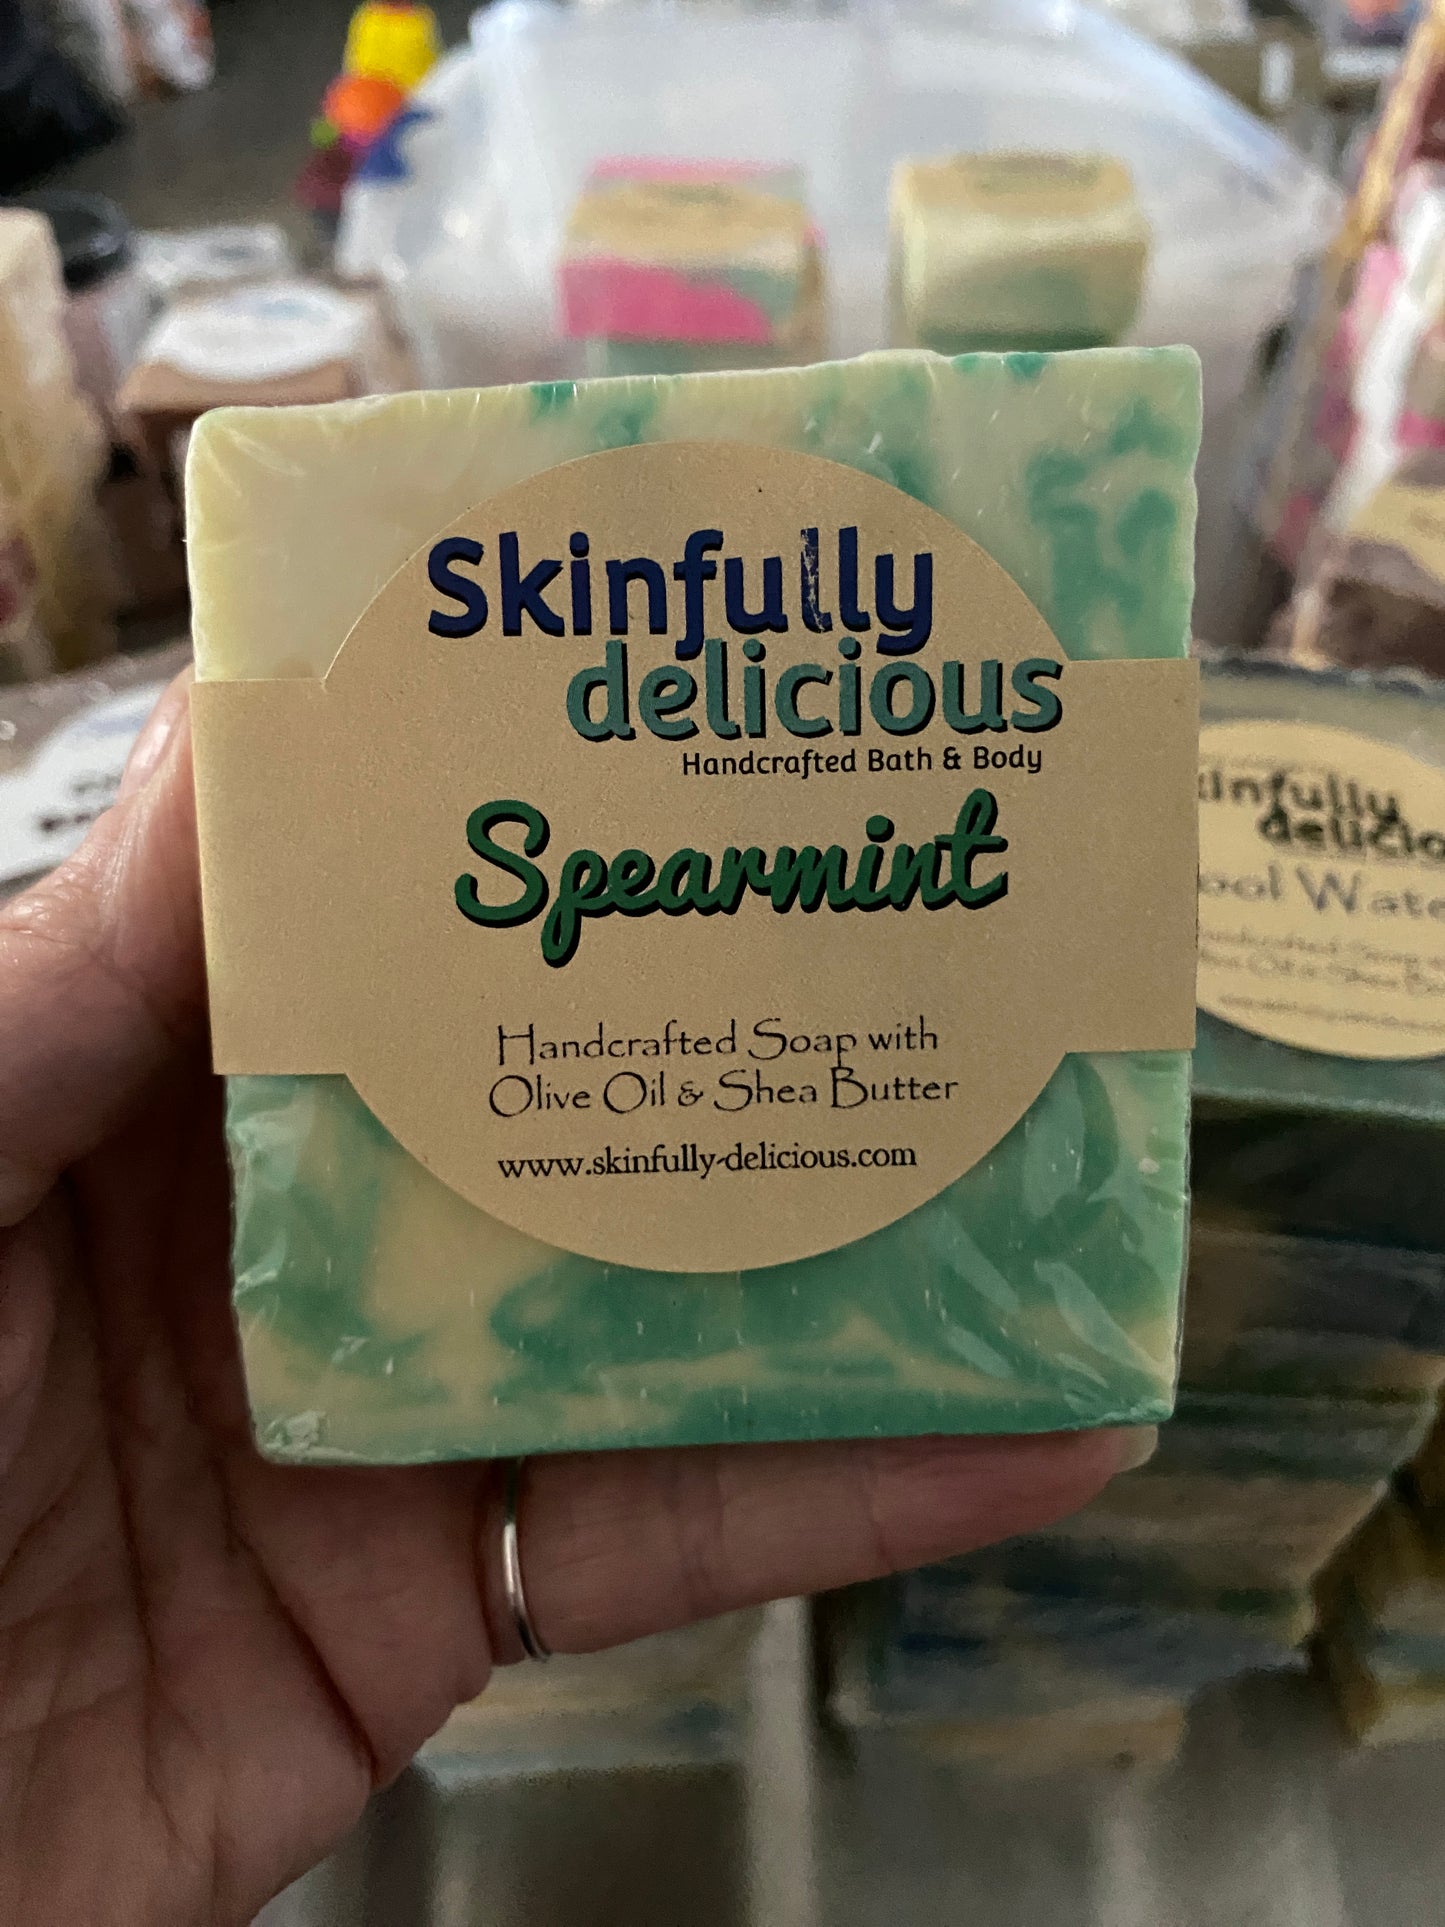 Skinfully
delicious
Handcrafted Bath & Body
Spearmint
Handcrafted Soap with
Olive Oil & Shea Butter
www.skinfully-delicious.com